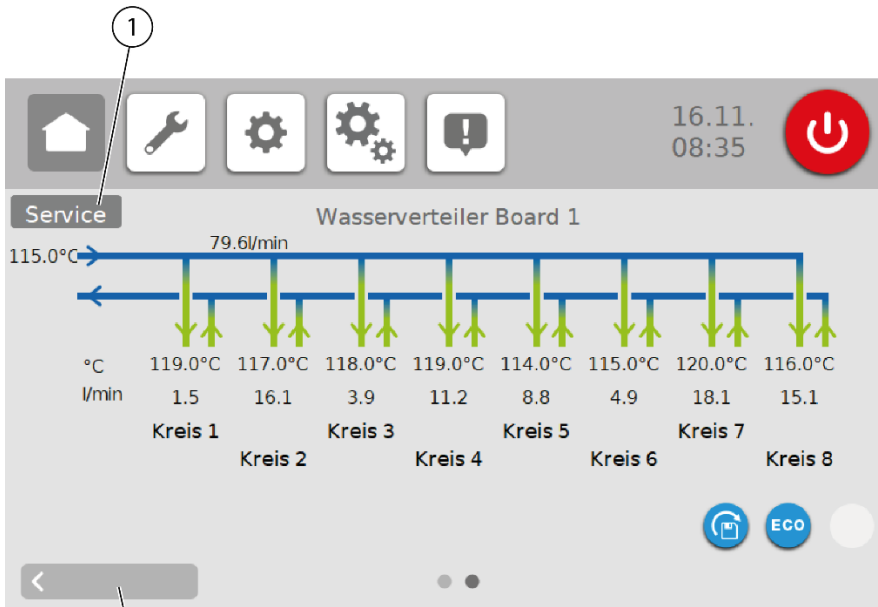 1
16.11.
08:35
Service
Wasserverteiler Board 1
79.6l/min
115.0°C
°C 119.0°C 117.0°C 118.0°C 119.0°C 114.0°C 115.0°C 120.0°C 116.0°C
l/min 1.5 16.1 3.9 11.2 8.8 4.9 18.1 15.1
Kreis 1 Kreis 3 Kreis 5 Kreis 7
Kreis 2 Kreis 4 Kreis 6 Kreis 8
ECO